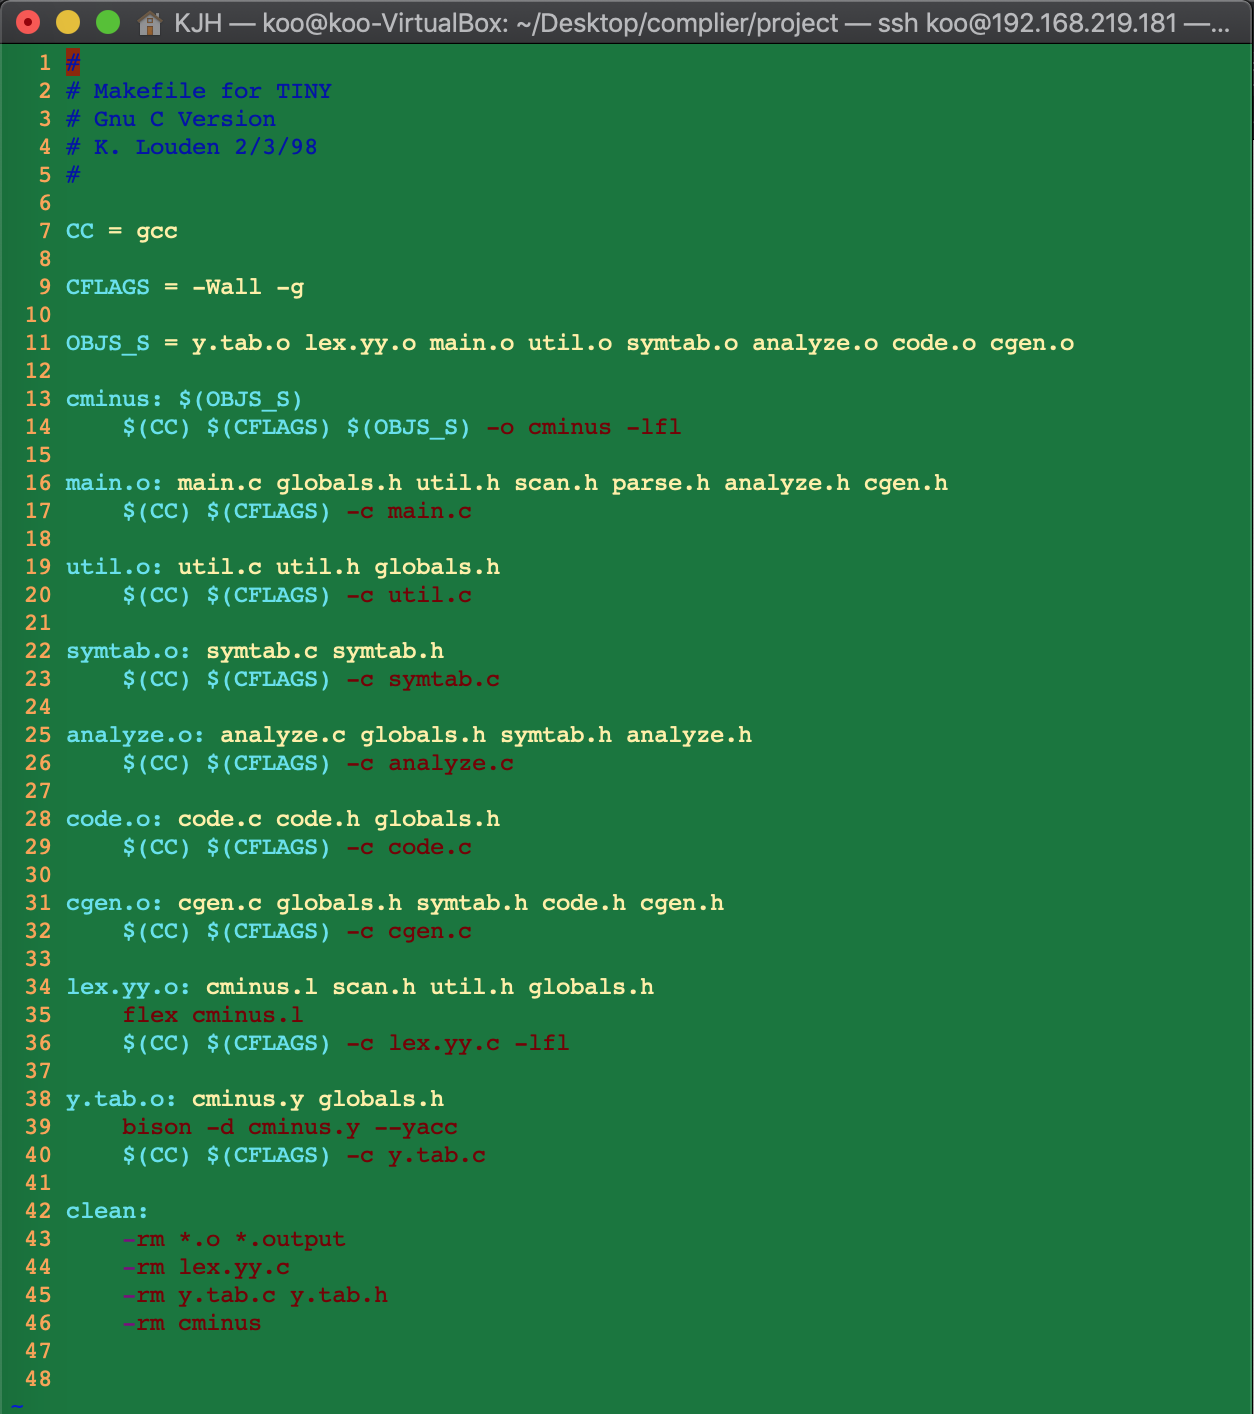 KJH — koo@koo-VirtualBox: ~/Desktop/complier/project — ssh koo@192.168.219.181 —...
1 #
2 # Makefile for TINY
3 # Gnu C Version
4 # K. Louden 2/3/98
5 #
6
7 CC = gcc
8
9 CFLAGS = -Wall -g
10
11 OBJS_S = y.tab.o lex.yy.o main.o util.o symtab.o analyze.o code.o cgen.o
12
13 cminus: $(OBJS_S)
14     $(CC) $(CFLAGS) $(OBJS_S) -o cminus -lfl
15
16 main.o: main.c globals.h util.h scan.h parse.h analyze.h cgen.h
17     $(CC) $(CFLAGS) -c main.c
18
19 util.o: util.c util.h globals.h
20     $(CC) $(CFLAGS) -c util.c
21
22 symtab.o: symtab.c symtab.h
23     $(CC) $(CFLAGS) -c symtab.c
24
25 analyze.o: analyze.c globals.h symtab.h analyze.h
26     $(CC) $(CFLAGS) -c analyze.c
27
28 code.o: code.c code.h globals.h
29     $(CC) $(CFLAGS) -c code.c
30
31 cgen.o: cgen.c globals.h symtab.h code.h cgen.h
32     $(CC) $(CFLAGS) -c cgen.c
33
34 lex.yy.o: cminus.l scan.h util.h globals.h
35     flex cminus.l
36     $(CC) $(CFLAGS) -c lex.yy.c -lfl
37
38 y.tab.o: cminus.y globals.h
39     bison -d cminus.y --yacc
40     $(CC) $(CFLAGS) -c y.tab.c
41
42 clean:
43     -rm *.o *.output
44     -rm lex.yy.c
45     -rm y.tab.c y.tab.h
46     -rm cminus
47
48
~